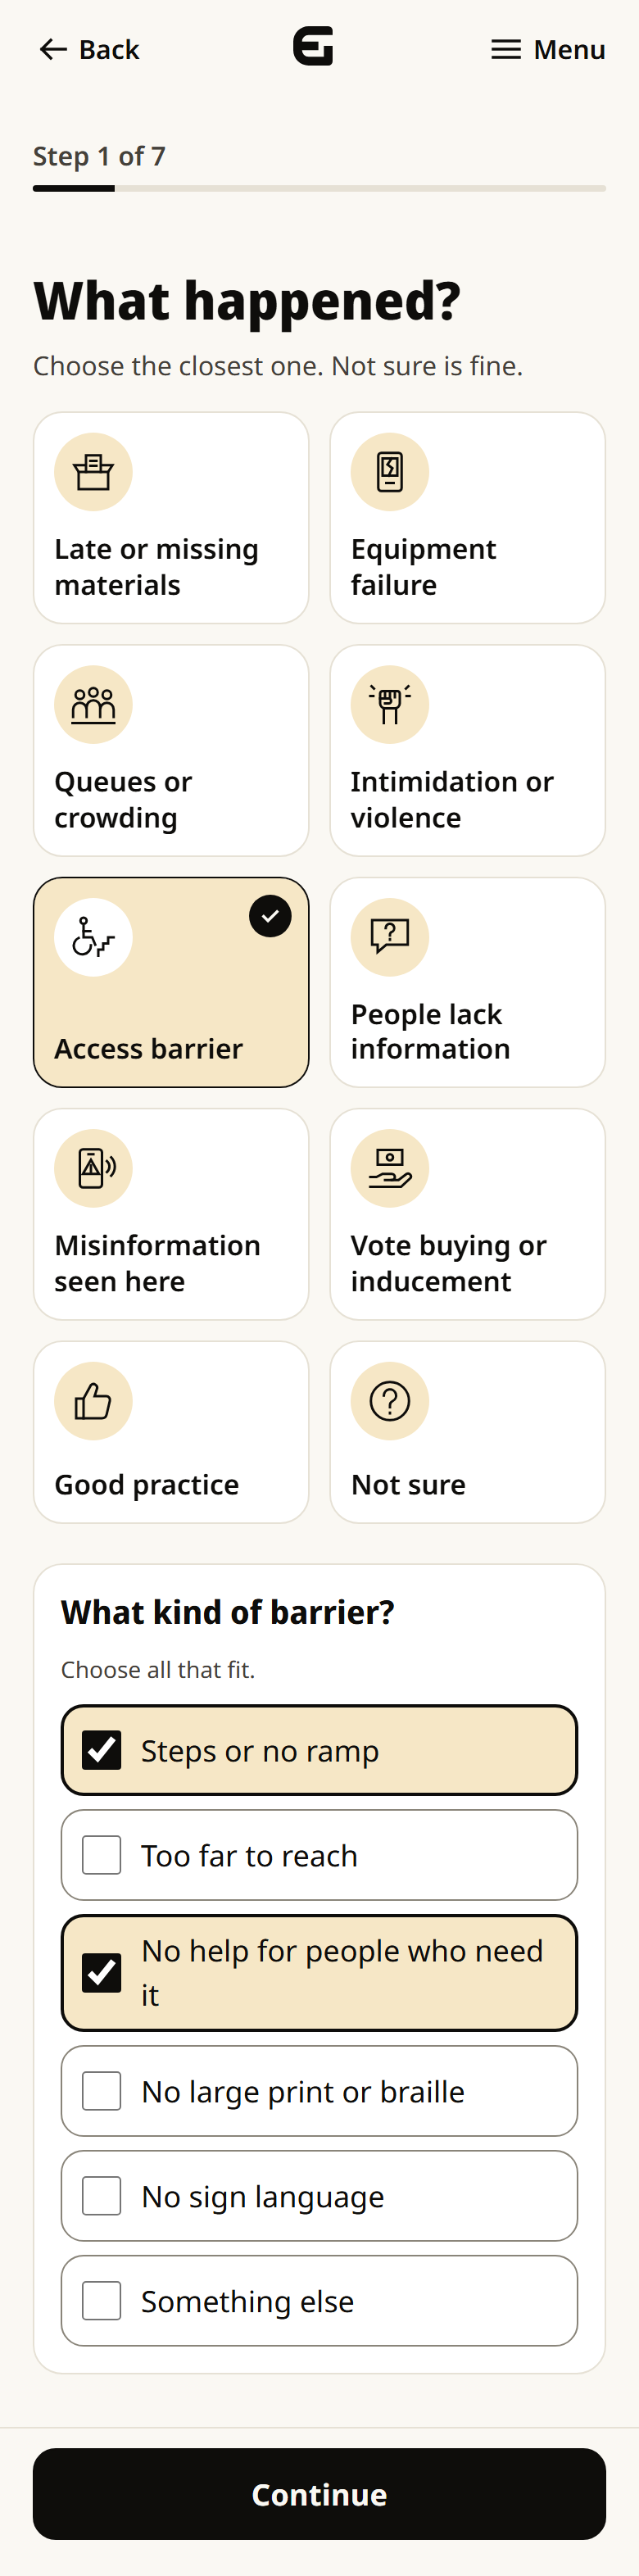 Back
Menu
Step 1 of 7
What happened?
Choose the closest one. Not sure is fine.
Late or missing
materials
Equipment
failure
Queues or
crowding
Intimidation or
violence
Access barrier
People lack
information
Misinformation
seen here
Vote buying or
inducement
Good practice
Not sure
What kind of barrier?
Choose all that fit.
Steps or no ramp
Too far to reach
No help for people who need
it
No large print or braille
No sign language
Something else
Continue